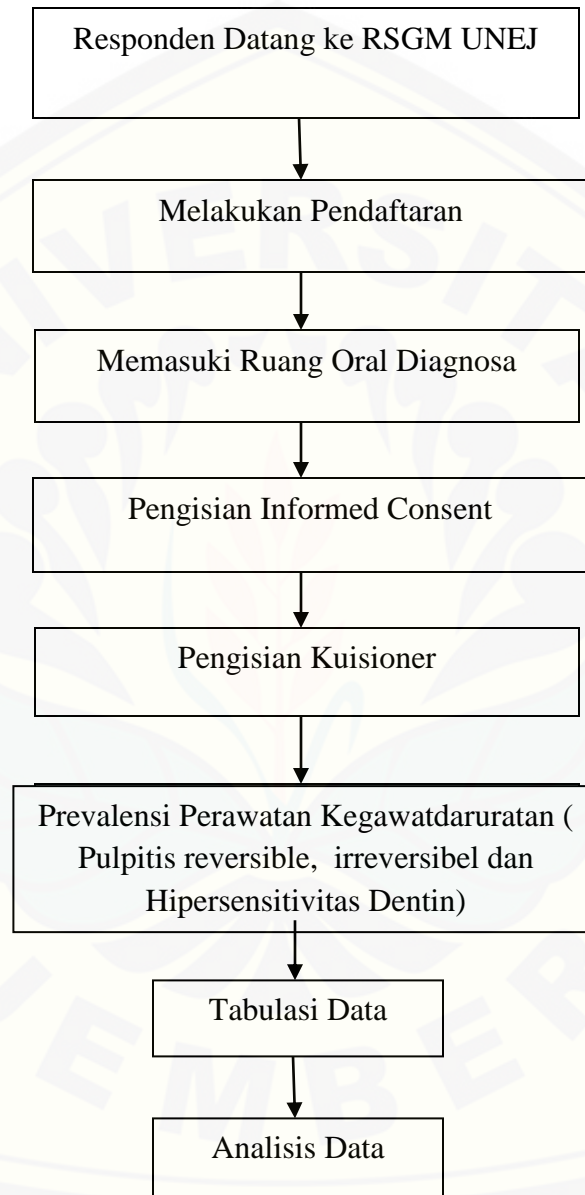 Responden Datang ke RSGM UNEJ
Melakukan Pendaftaran
Memasuki Ruang Oral Diagnosa
Pengisian Informed Consent
Pengisian Kuisioner
Prevalensi Perawatan Kegawatdaruratan (
Pulpitis reversible, irreversibel dan
Hipersensitivitas Dentin)
Tabulasi Data
Analisis Data